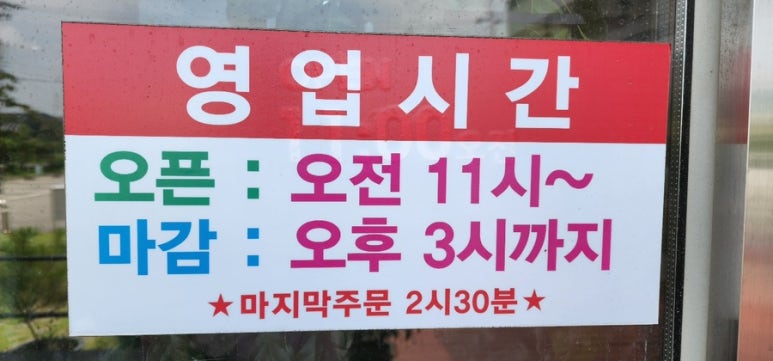 영업시간
오픈 : 오전 11시~
마감 : 오후 3시까지
★마지막주문 2시30분★